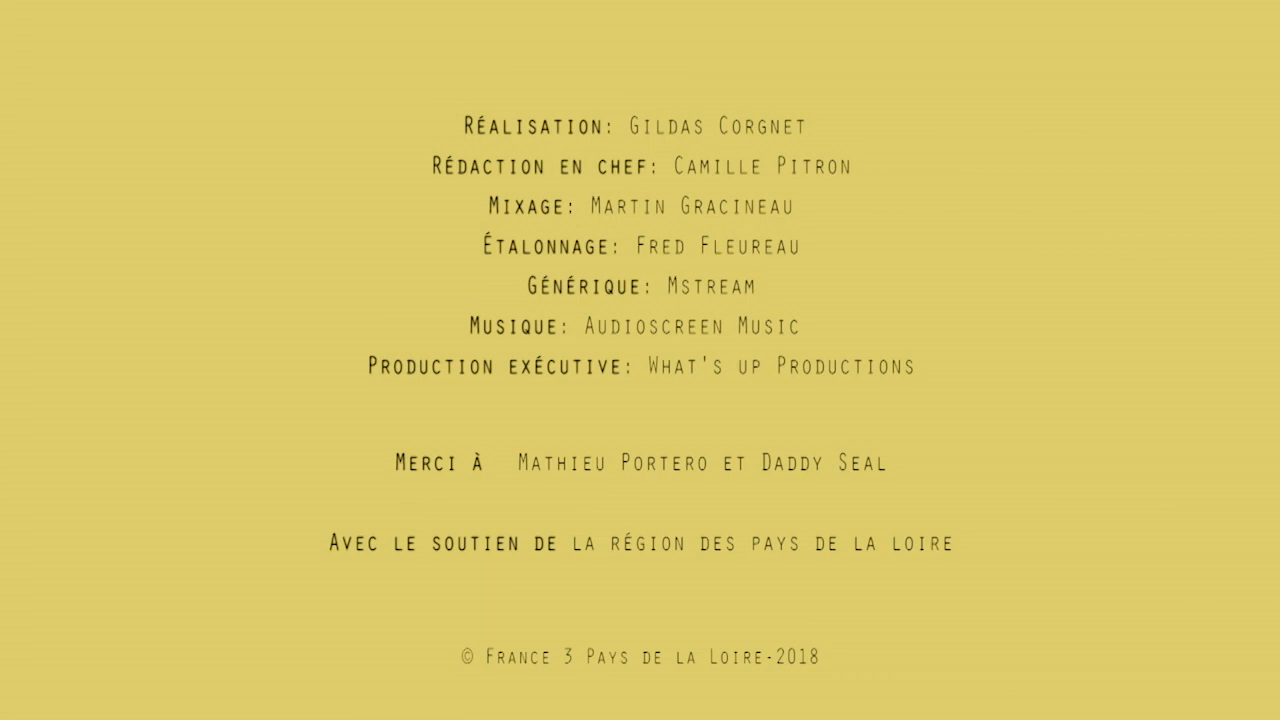 Réalisation: Gildas Corgnet
Rédaction en chef: Camille Pitron
Mixage: Martin Gracineau
Étalonnage: Fred Fleureau
Générique: Mstream
Musique: Audioscreen Music
Production exécutive: What's up Productions
Merci à Mathieu Portero et Daddy Seal
Avec le soutien de la région des pays de la loire
© France 3 Pays de la Loire-2018